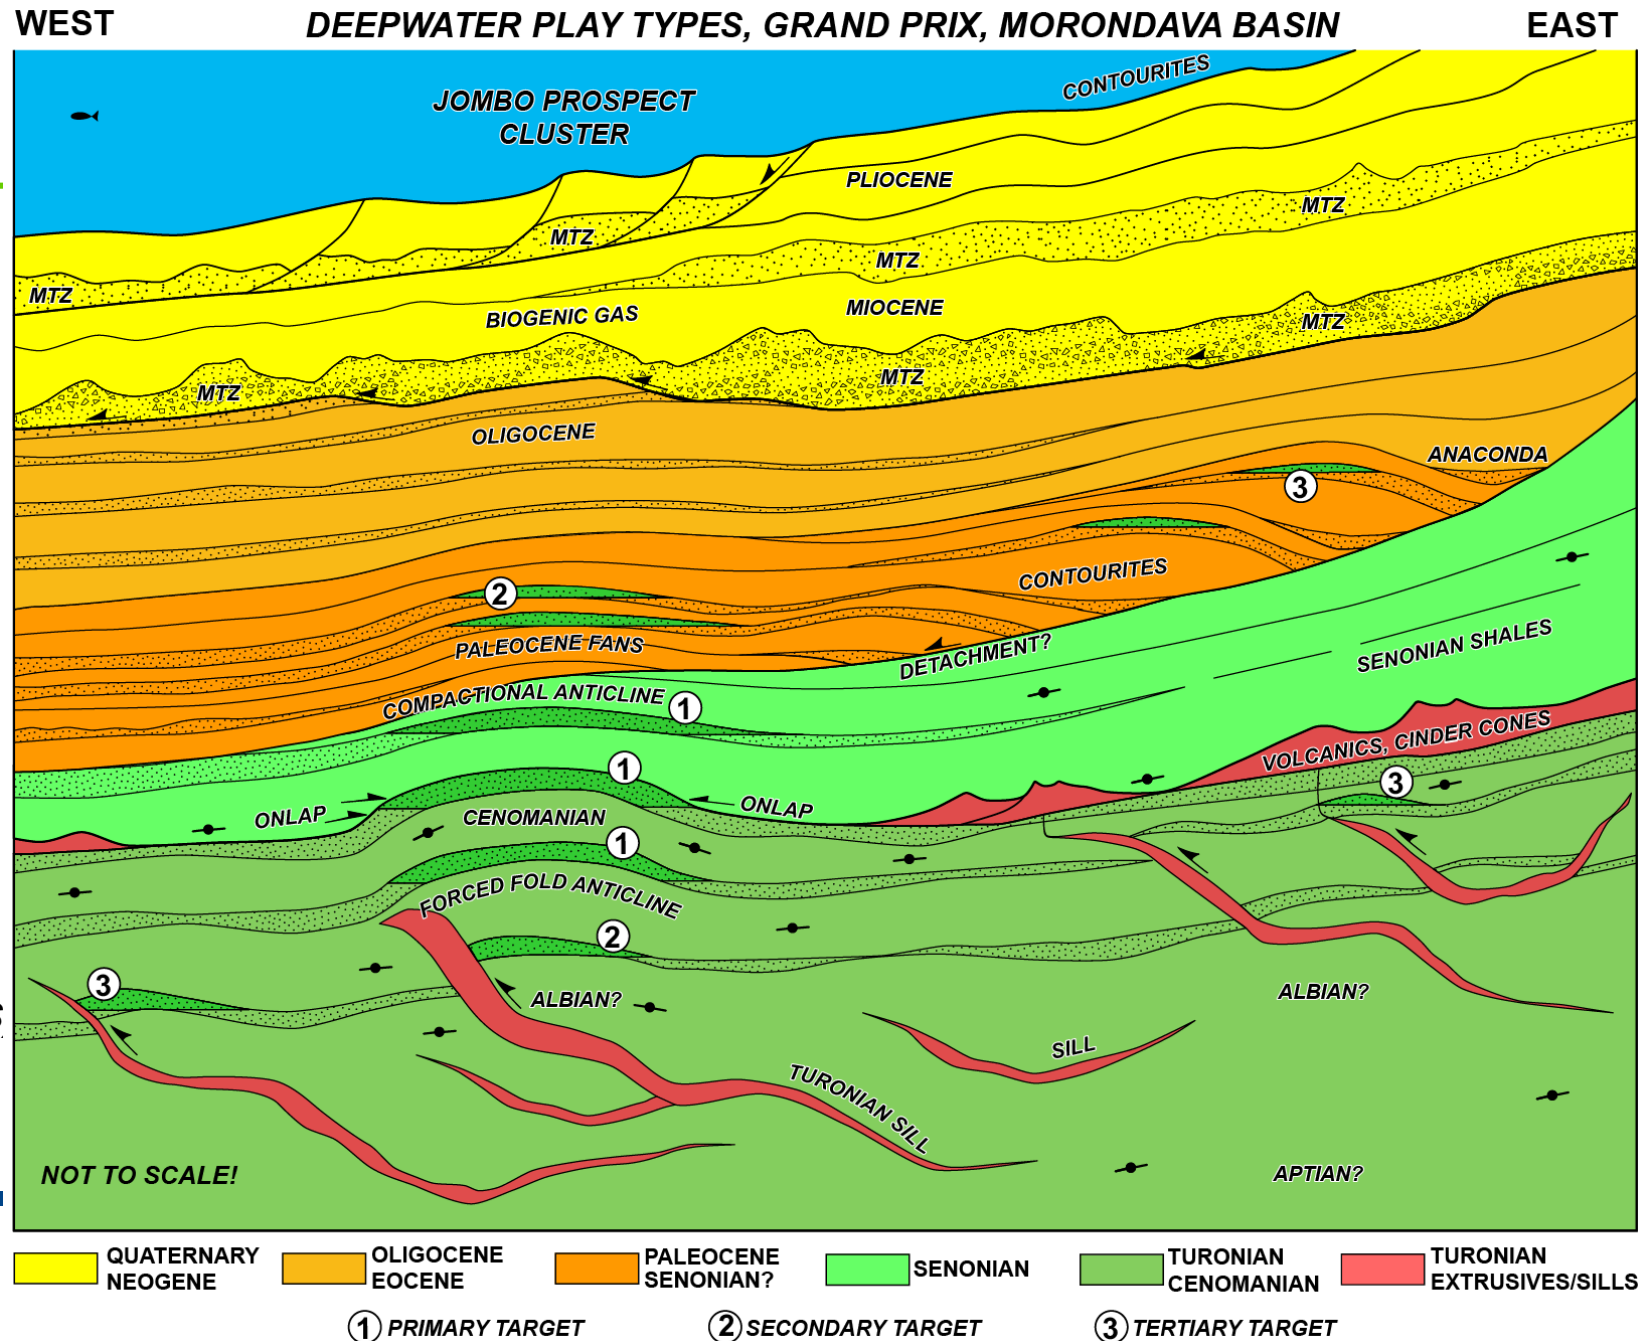 WEST
DEEPWATER PLAY TYPES, GRAND PRIX, MORONDAVA BASIN
EAST
CONTOURITES
JOMBO PROSPECT
CLUSTER
PLIOCENE
MTZ
MTZ
MTZ
MTZ
BIOGENIC GAS
MIOCENE
MTZ
MTZ
MTZ
OLIGOCENE
ANACONDA
3
2
CONTOURITES
PALEOCENE FANS
DETACHMENT?
SENONIAN SHALES
COMPACTIONAL ANTICLINE
1
VOLCANICS, CINDER CONES
1
3
ONLAP
ONLAP
CENOMANIAN
1
FORCED FOLD ANTICLINE
2
3
ALBIAN?
ALBIAN?
SILL
TURONIAN SILL
NOT TO SCALE!
APTIAN?
QUATERNARY
NEOGENE
OLIGOCENE
EOCENE
PALEOCENE
SENONIAN?
SENONIAN
TURONIAN
CENOMANIAN
TURONIAN
EXTRUSIVES/SILLS
1 PRIMARY TARGET
2 SECONDARY TARGET
3 TERTIARY TARGET